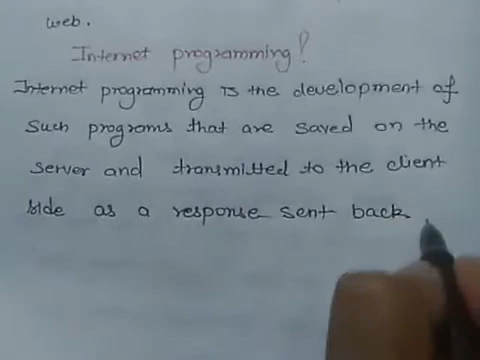 web.
Internet programming?
Internet programming is the development of
such programs that are saved on the
server and transmitted to the client
side as a response sent back